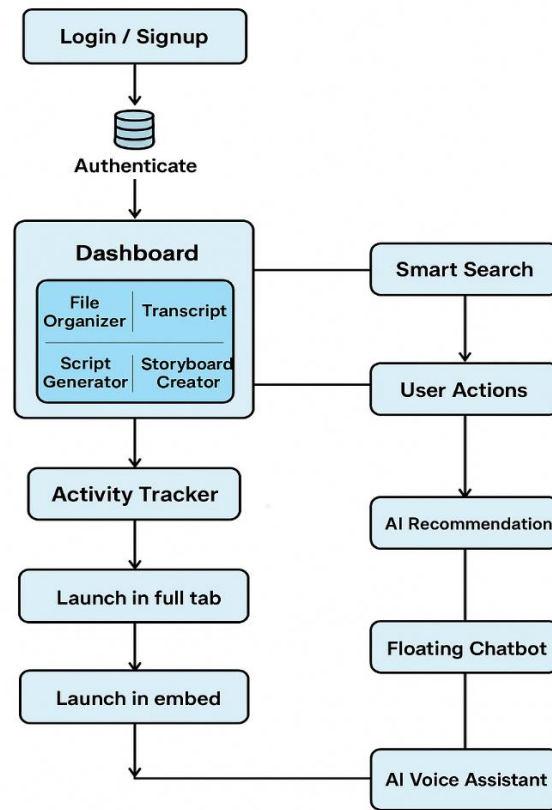 Login / Signup
Authenticate
Dashboard
File
Organizer
Transcript
Script
Generator
Storyboard
Creator
Activity Tracker
Launch in full tab
Launch in embed
Smart Search
User Actions
AI Recommendation
Floating Chatbot
AI Voice Assistant